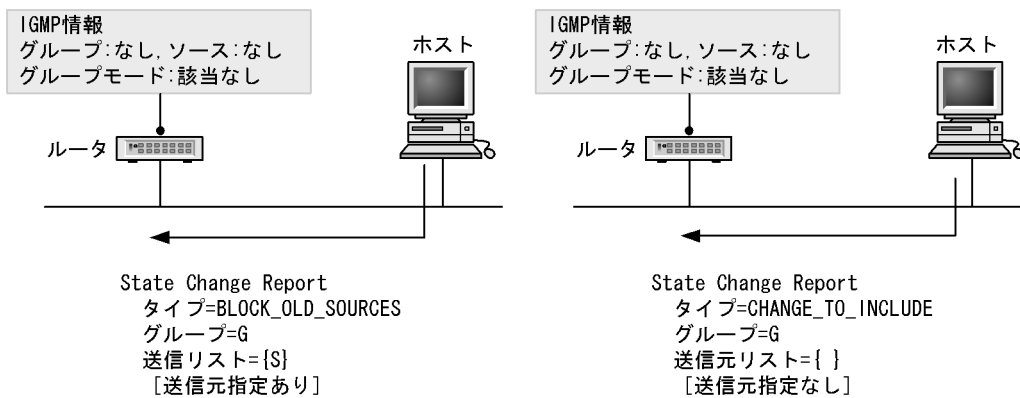 IGMP情報
グループ:なし, ソース:なし
グループモード:該当なし
ホスト
ルータ
State Change Report
タイプ=BLOCK_OLD_SOURCES
グループ=G
送信リスト={S}
[送信元指定あり]
IGMP情報
グループ:なし, ソース:なし
グループモード:該当なし
ホスト
ルータ
State Change Report
タイプ=CHANGE_TO_INCLUDE
グループ=G
送信元リスト={ }
[送信元指定なし]